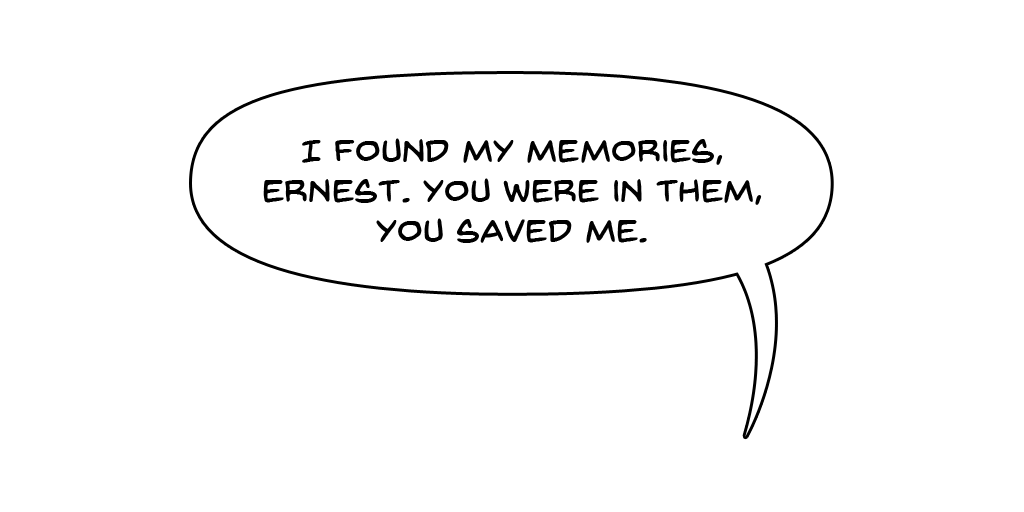 I FOUND MY MEMORIES,
ERNEST. YOU WERE IN THEM,
YOU SAVED ME.